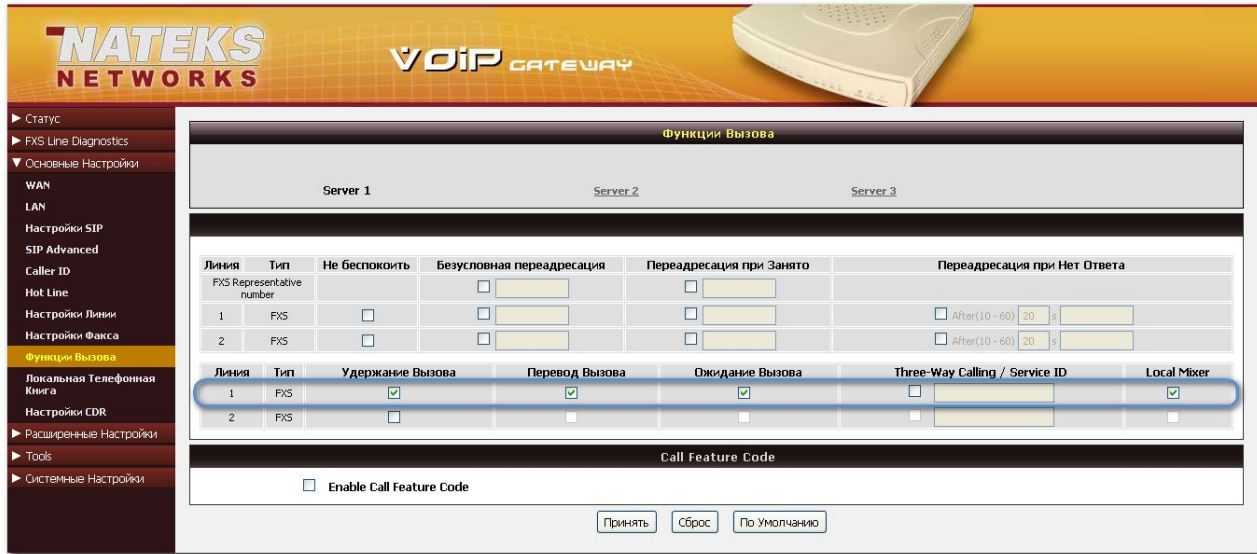 NATEKS
NETWORKS
VOiP GATEWAY
Статус
FXS Line Diagnostics
Основные Настройки
WAN
LAN
Настройки SIP
SIP Advanced
Caller ID
Hot Line
Настройки Линии
Настройки Факса
Функции Вызова
Локальная Телефонная
Книга
Настройки CDR
Расширенные Настройки
Tools
Системные Настройки
Функции Вызова
Server 1 Server 2 Server 3
Линия Тип Не беспокоить Безусловная переадресация Переадресация при Занято Переадресация при Нет Ответа
FXS Representative
number
1 FXS After(10 - 60) 20 s
2 FXS After(10 - 60) 20 s
Линия Тип Удержание Вызова Перевод Вызова Ожидание Вызова Three-Way Calling / Service ID Local Mixer
1 FXS
2 FXS
Call Feature Code
Enable Call Feature Code
Принять Сброс По Умолчанию